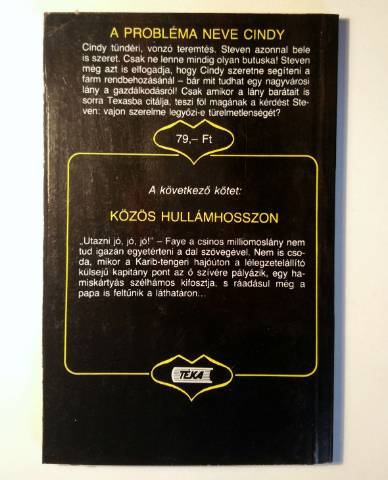 A PROBLÉMA NEVE CINDY
Cindy tündéri, vonzó teremtés. Steven azonnal bele
is szeret. Csak ne lenne mindig olyan butuska! Steven
még azt is elfogadja, hogy Cindy szeretne segíteni a
farm rendbehozásánál – bár mit tudhat egy nagyvárosi
lány a gazdálkodásról! Csak amikor a lány barátait is
sorra Texasba citálja, teszi föl magának a kérdést Ste-
ven: vajon szerelme legyőzi-e türelmetlenségét?
79,– Ft
A következő kötet:
KÖZÖS HULLÁMHOSSZON
„Utazni jó, jó, jó!” – Faye a csinos milliomoslány nem
tud igazán egyetérteni a dal szövegével. Nem is cso-
da, mikor a Karib-tengeri hajóúton a lélegzetelállító
külsejű kapitány pont az ő szívére pályázik, egy ha-
miskártyás szélhámos kifosztja. s ráadásul még a
papa is feltűnik a láthatáron...
TÉKA